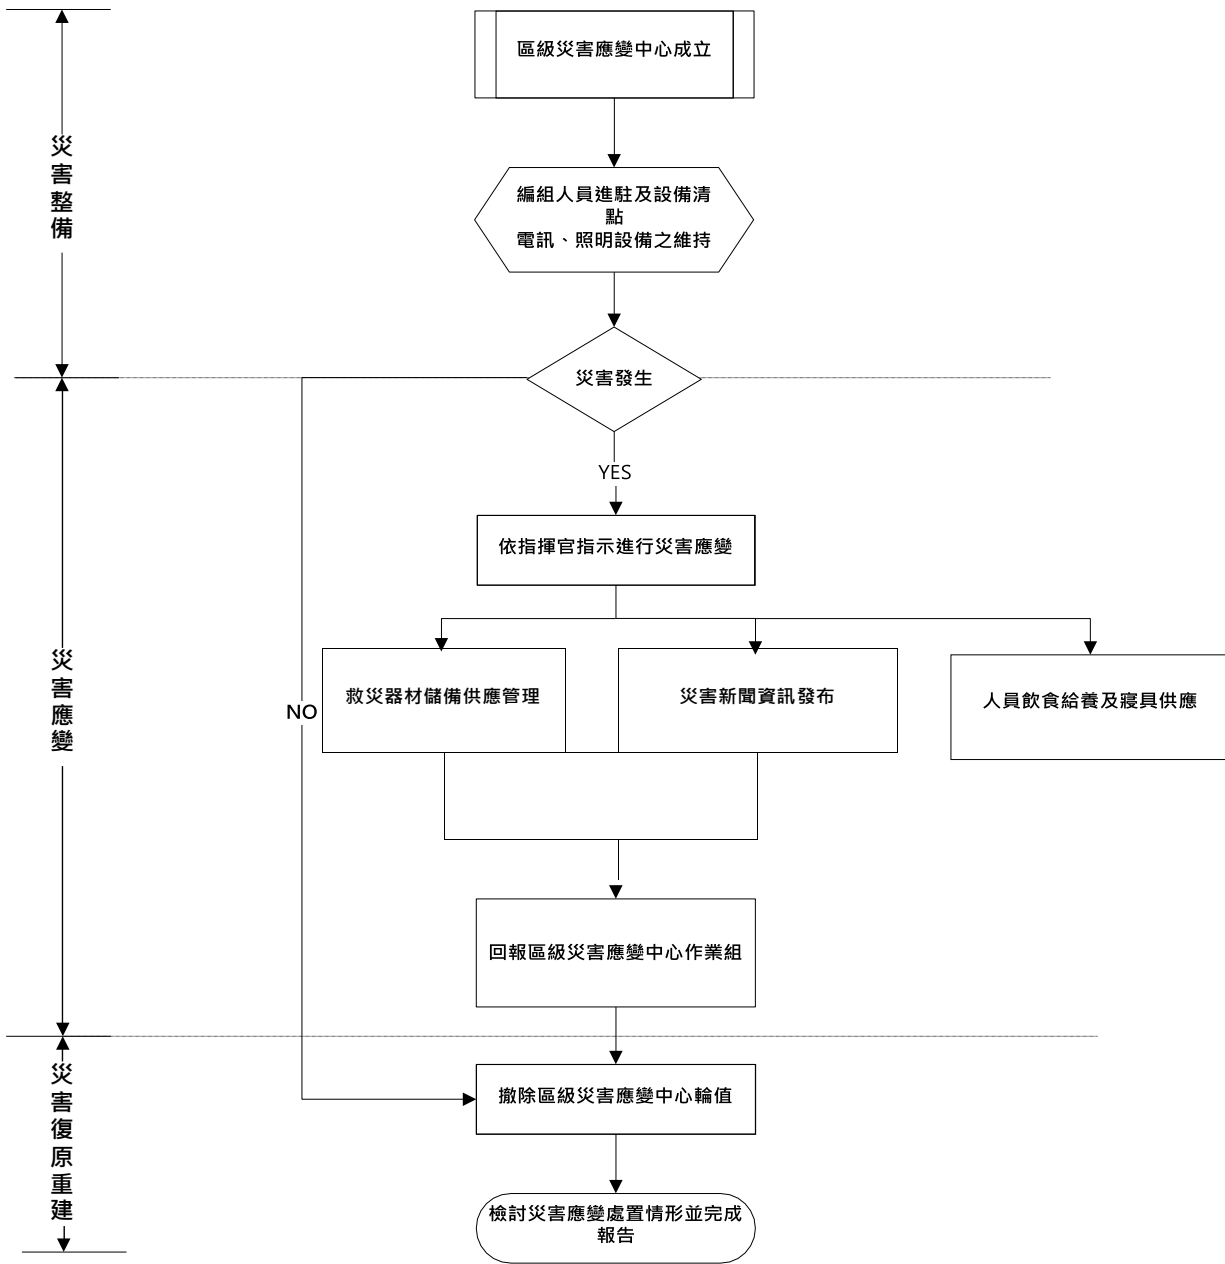 區級災害應變中心成立
災害整備
編組人員進駐及設備清
點
電訊、照明設備之維持
災害發生
YES
依指揮官指示進行災害應變
災害應變
救災器材儲備供應管理
災害新聞資訊發布
人員飲食給養及寢具供應
NO
回報區級災害應變中心作業組
災害復原重建
撤除區級災害應變中心輪值
檢討災害應變處置情形並完成
報告